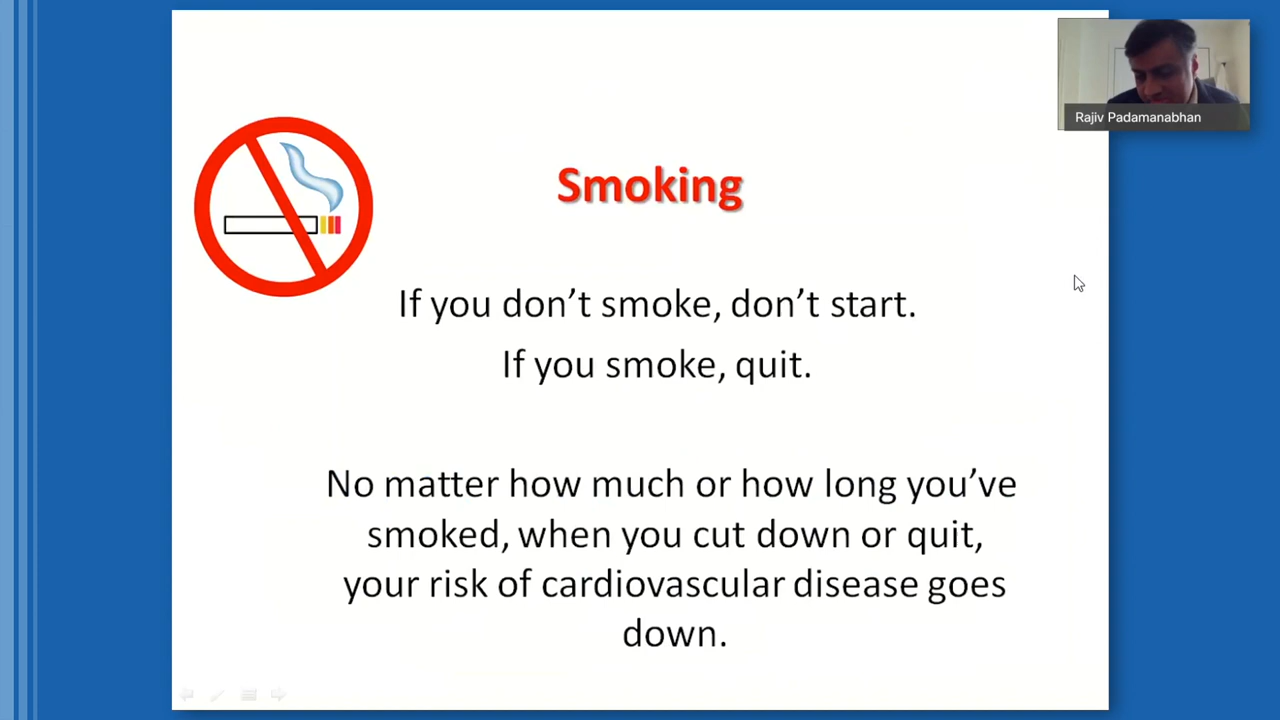 Rajiv Padamanabhan
Smoking
If you don’t smoke, don’t start.
If you smoke, quit.
No matter how much or how long you’ve
smoked, when you cut down or quit,
your risk of cardiovascular disease goes
down.